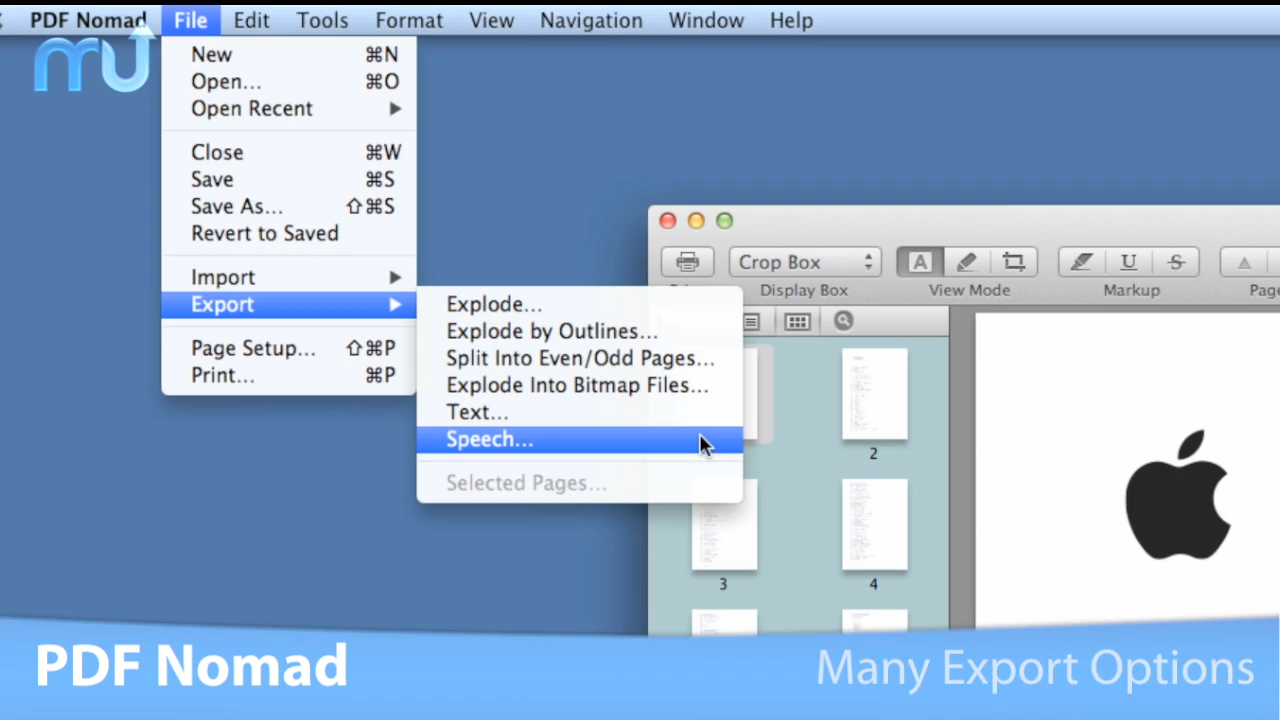 PDF Nomad File Edit Tools Format View Navigation Window Help
mu
New ⌘N
Open... ⌘O
Open Recent
Close ⌘W
Save ⌘S
Save As... ⇧⌘S
Revert to Saved
Import
Export
Page Setup... ⇧⌘P
Print... ⌘P
Explode...
Explode by Outlines...
Split Into Even/Odd Pages...
Explode Into Bitmap Files...
Text...
Speech...
Selected Pages...
Crop Box
A U S
Display Box View Mode Markup
2
3 4
PDF Nomad
Many Export Options